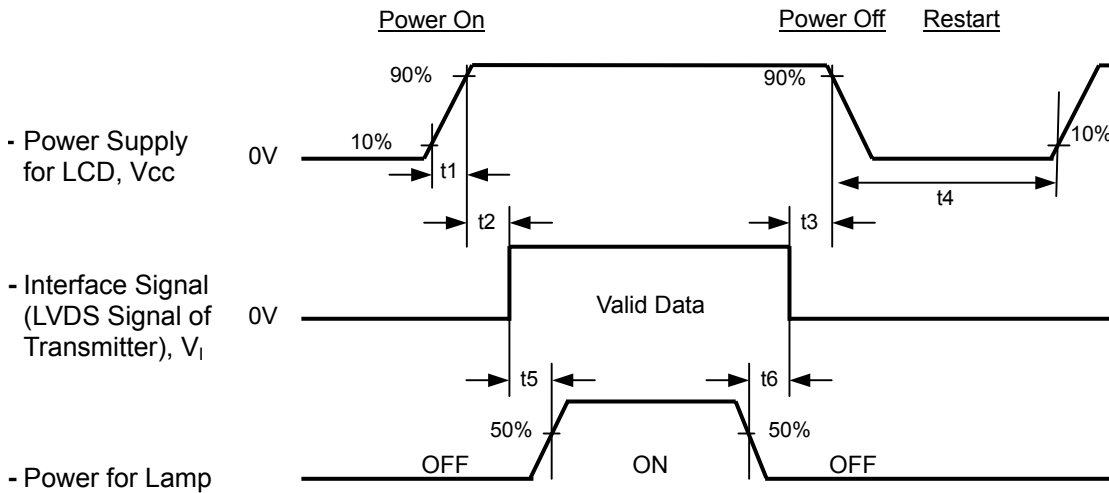 Power On
Power Off
Restart
90%
90%
- Power Supply
for LCD, Vcc
0V
10%
10%
t1
t4
t2
t3
- Interface Signal
(LVDS Signal of
Transmitter), VI
0V
Valid Data
t5
t6
50%
50%
- Power for Lamp
OFF
ON
OFF